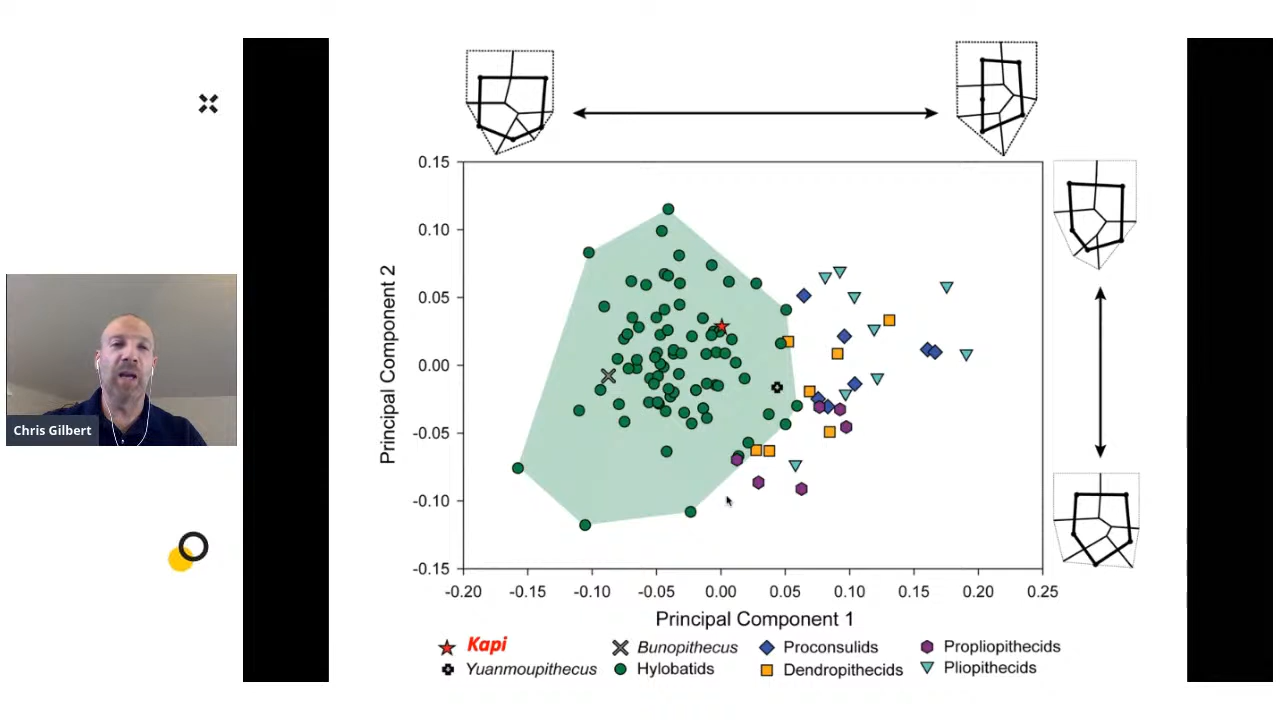 0.15
0.10
0.05
0.00
-0.05
-0.10
-0.15
Principal Component 2
-0.20 -0.15 -0.10 -0.05 0.00 0.05 0.10 0.15 0.20 0.25
Principal Component 1
Kapi Bunopithecus Proconsulids Propliopithecids
Yuanmoupithecus Hylobatids Dendropithecids Pliopithecids
Chris Gilbert